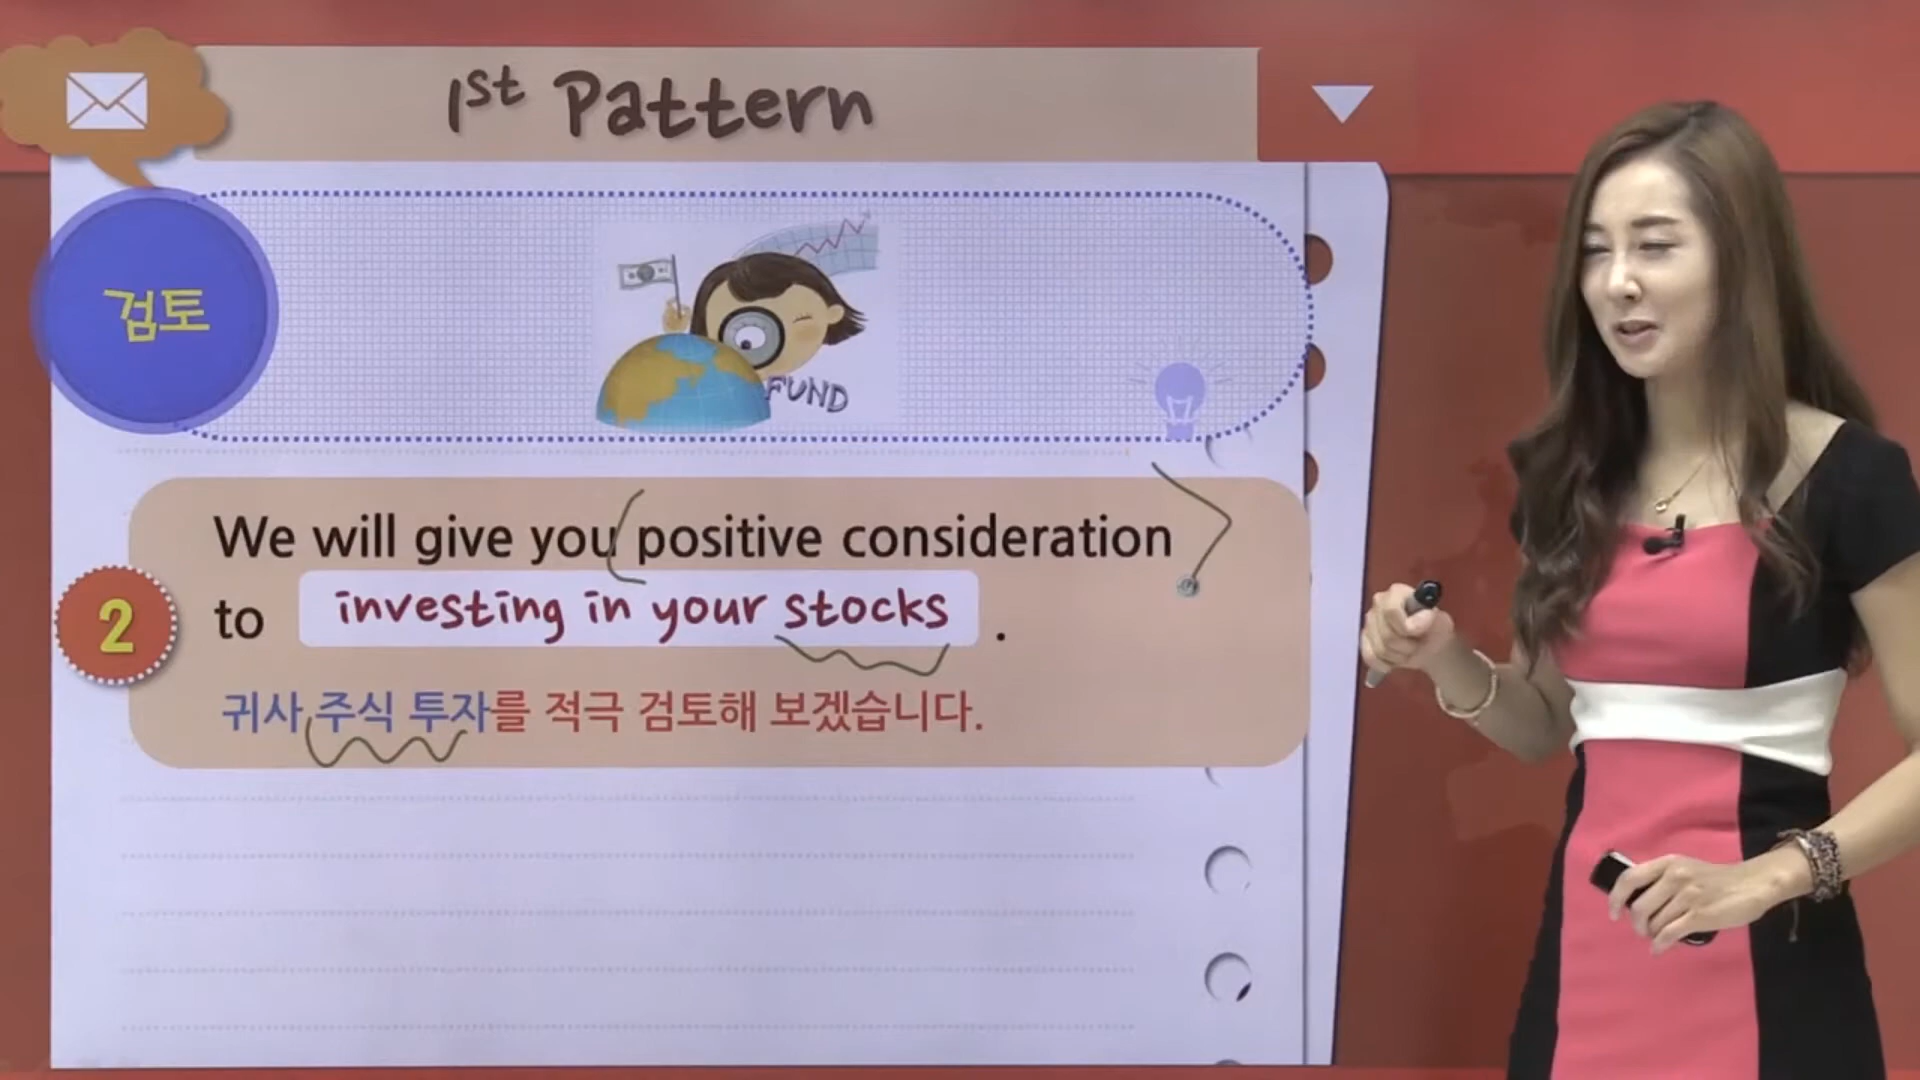 1st Pattern
검토
FUND
We will give you positive consideration
2
to investing in your stocks .
귀사 주식 투자를 적극 검토해 보겠습니다.